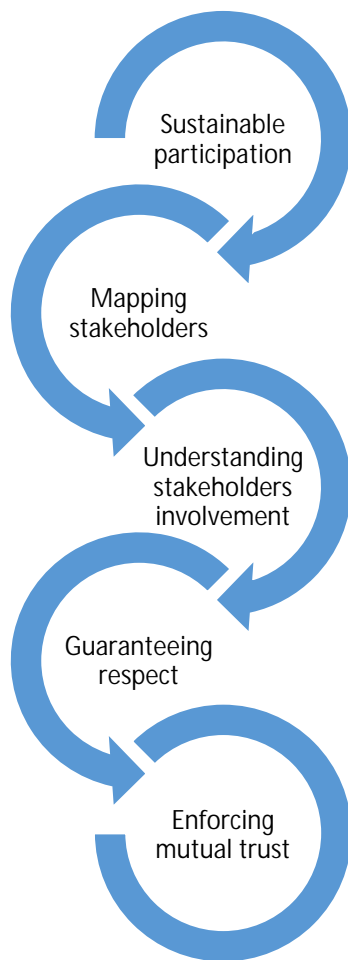 Sustainable
participation
Mapping
stakeholders
Understanding
stakeholders
involvement
Guaranteeing
respect
Enforcing
mutual trust